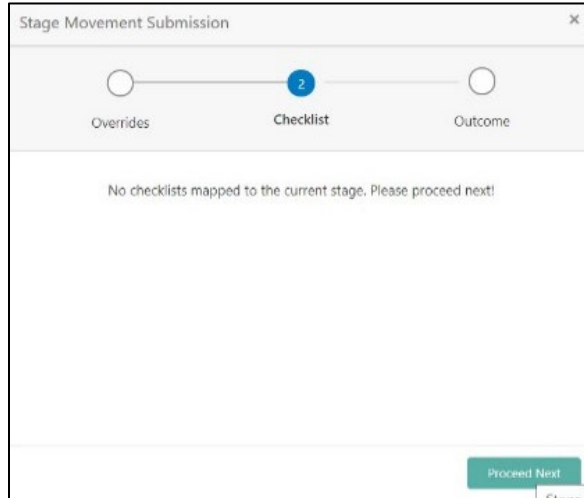 Stage Movement Submission ×
2
Overrides Checklist Outcome
No checklists mapped to the current stage. Please proceed next!
Proceed Next